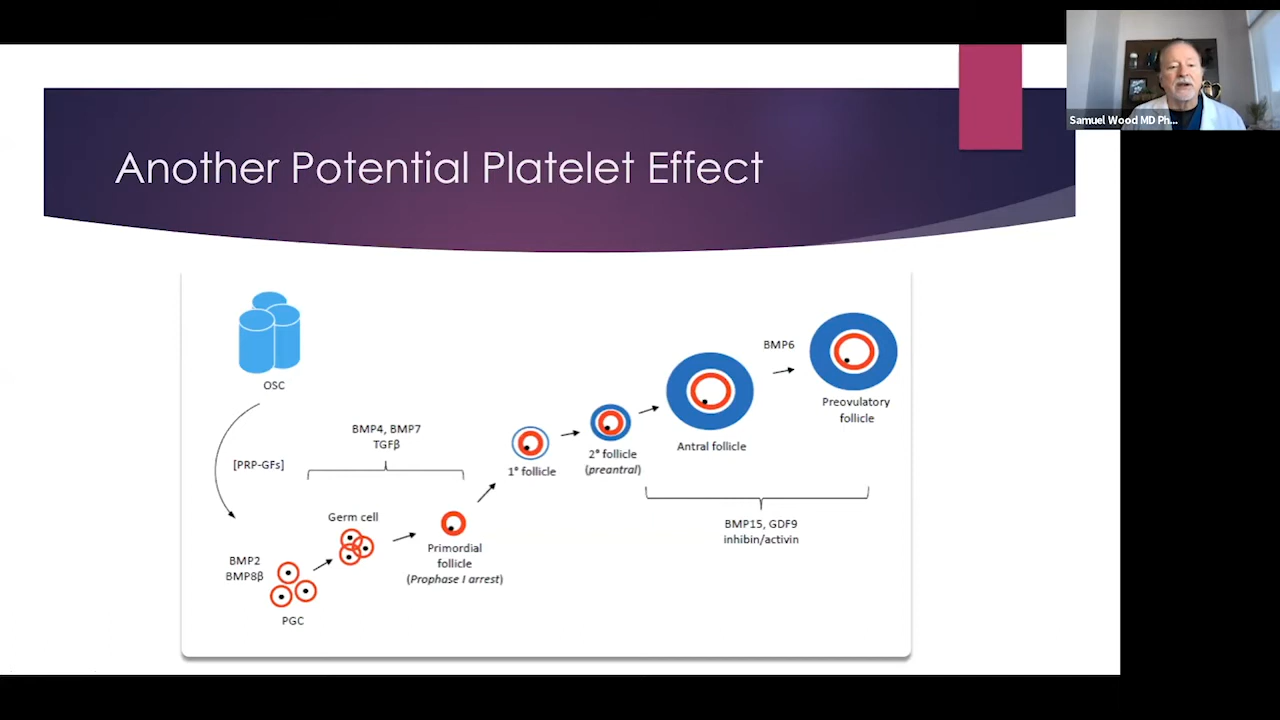 Another Potential Platelet Effect
Samuel Wood MD Ph...
OSC
[PRP-GFs]
BMP2
BMP8β
PGC
Germ cell
BMP4, BMP7
TGFβ
Primordial
follicle
(Prophase I arrest)
1° follicle
2° follicle
(preantral)
Antral follicle
BMP6
Preovulatory
follicle
BMP15, GDF9
inhibin/activin